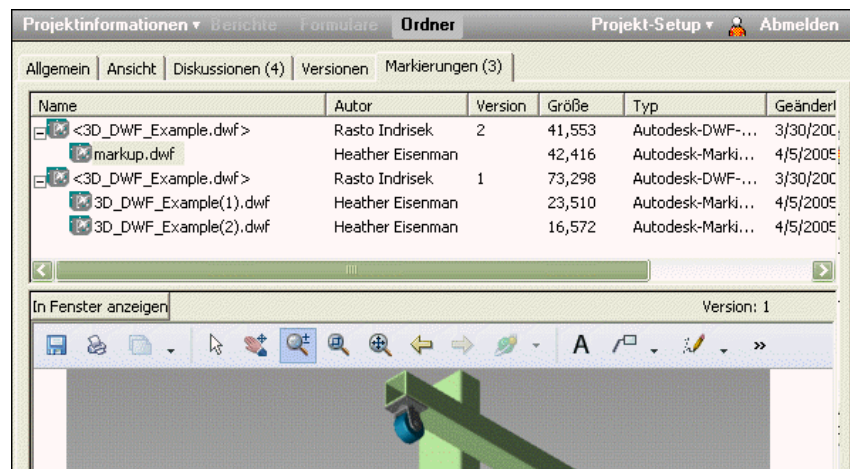 Projektinformationen ▾ Berichte Formulare Ordner Projekt-Setup ▾ Abmelden
Allgemein Ansicht Diskussionen (4) Versionen Markierungen (3)
Name Autor Version Größe Typ Geändert
<3D_DWF_Example.dwf> Rasto Indrisek 2 41,553 Autodesk-DWF-... 3/30/200
markup.dwf Heather Eisenman 42,416 Autodesk-Marki... 4/5/2005
<3D_DWF_Example.dwf> Rasto Indrisek 1 73,298 Autodesk-DWF-... 3/30/200
3D_DWF_Example(1).dwf Heather Eisenman 23,510 Autodesk-Marki... 4/5/2005
3D_DWF_Example(2).dwf Heather Eisenman 16,572 Autodesk-Marki... 4/5/2005
In Fenster anzeigen Version: 1
A »